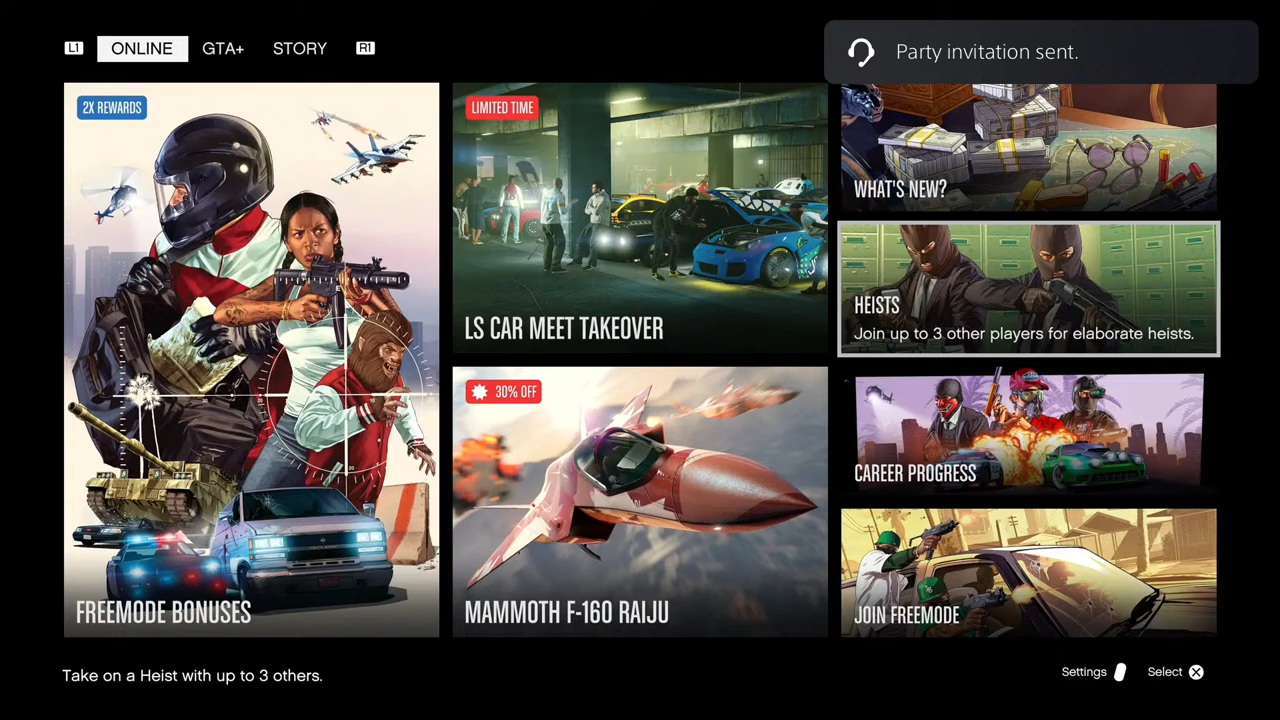 L1
ONLINE
GTA+
STORY
R1
Party invitation sent.
2X REWARDS
FREEMODE BONUSES
LIMITED TIME
LS CAR MEET TAKEOVER
30% OFF
MAMMOTH F-160 RAIJU
WHAT'S NEW?
HEISTS
Join up to 3 other players for elaborate heists.
CAREER PROGRESS
JOIN FREEMODE
Take on a Heist with up to 3 others.
Settings
Select